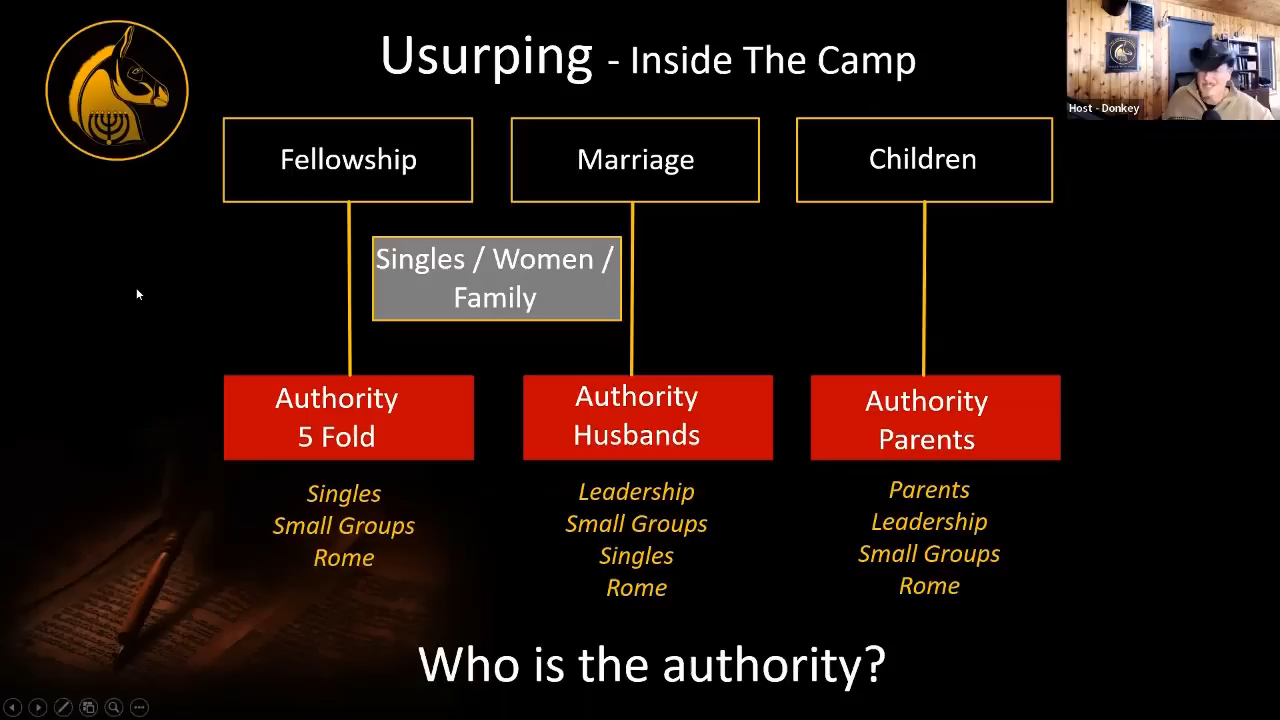 Usurping - Inside The Camp
Host - Donkey
Fellowship
Marriage
Children
Singles / Women /
Family
Authority
5 Fold
Authority
Husbands
Authority
Parents
Singles
Small Groups
Rome
Leadership
Small Groups
Singles
Rome
Parents
Leadership
Small Groups
Rome
Who is the authority?